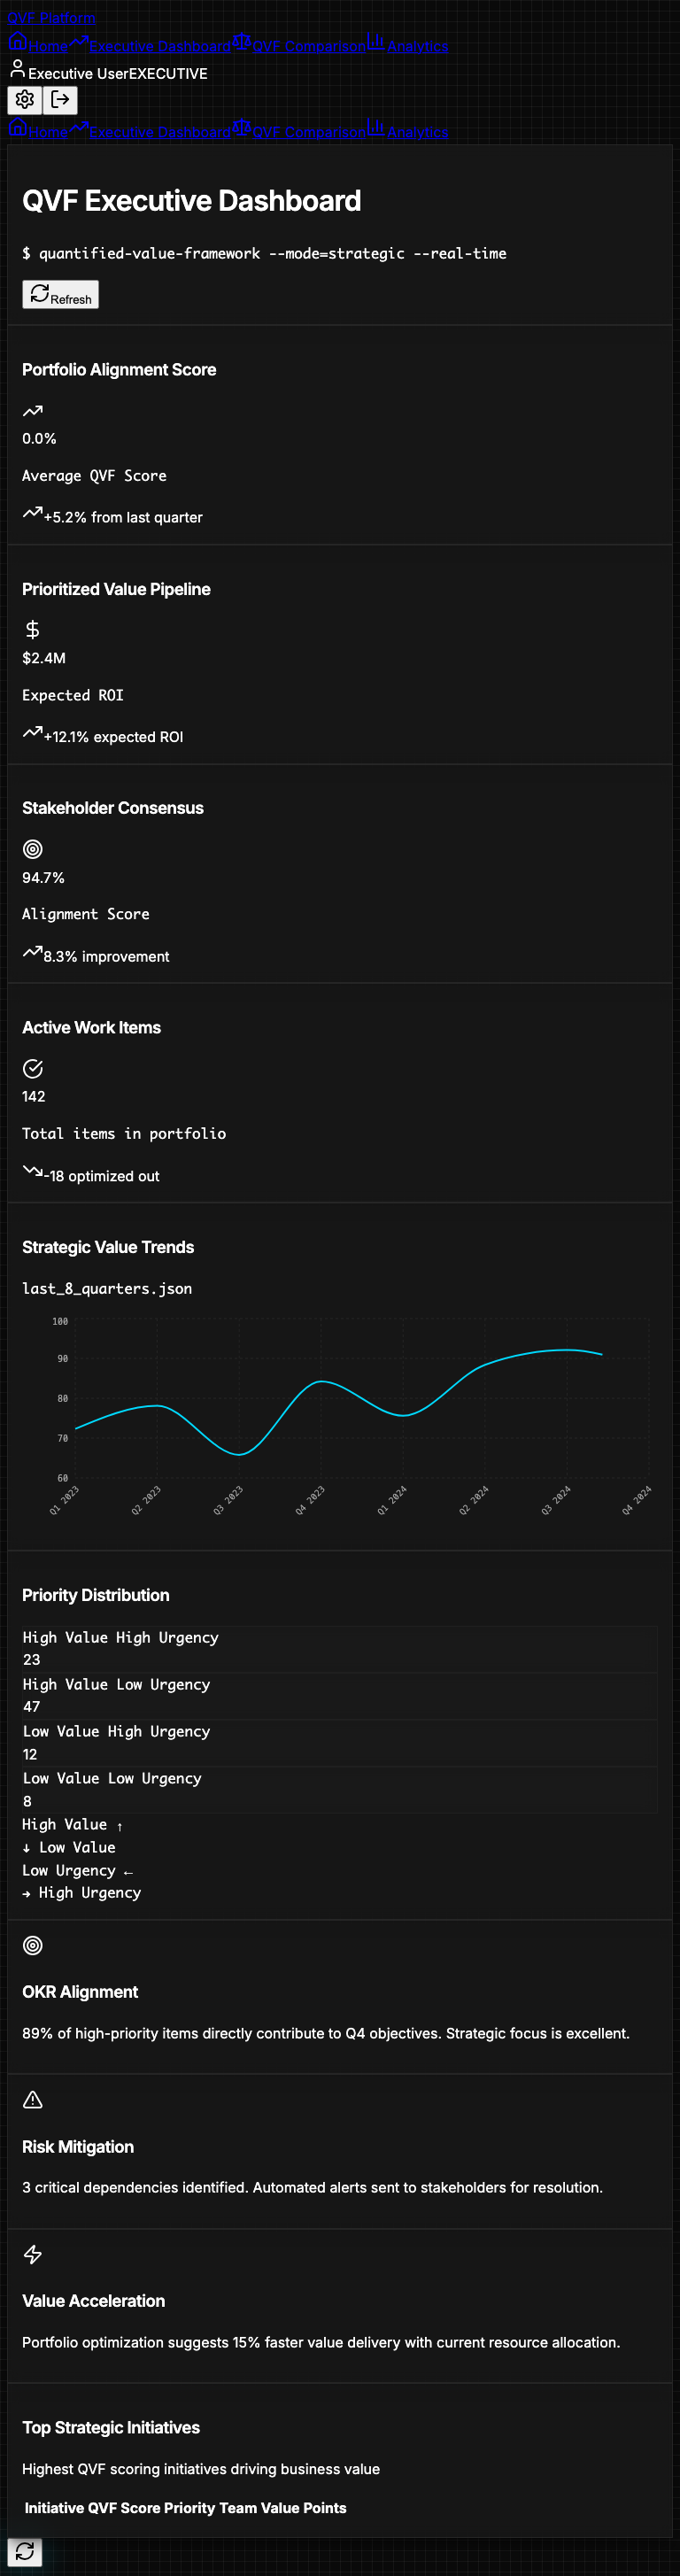 QVF Platform
Home Executive Dashboard QVF Comparison Analytics
Executive UserEXECUTIVE
Home Executive Dashboard QVF Comparison Analytics
QVF Executive Dashboard
$ quantified-value-framework --mode=strategic --real-time
Refresh
Portfolio Alignment Score
0.0%
Average QVF Score
+5.2% from last quarter
Prioritized Value Pipeline
$2.4M
Expected ROI
+12.1% expected ROI
Stakeholder Consensus
94.7%
Alignment Score
8.3% improvement
Active Work Items
142
Total items in portfolio
-18 optimized out
Strategic Value Trends
last_8_quarters.json
100
90
80
70
60
Q1 2023 Q2 2023 Q3 2023 Q4 2023 Q1 2024 Q2 2024 Q3 2024 Q4 2024
Priority Distribution
High Value High Urgency
23
High Value Low Urgency
47
Low Value High Urgency
12
Low Value Low Urgency
8
High Value ↑
↓ Low Value
Low Urgency ←
→ High Urgency
OKR Alignment
89% of high-priority items directly contribute to Q4 objectives. Strategic focus is excellent.
Risk Mitigation
3 critical dependencies identified. Automated alerts sent to stakeholders for resolution.
Value Acceleration
Portfolio optimization suggests 15% faster value delivery with current resource allocation.
Top Strategic Initiatives
Highest QVF scoring initiatives driving business value
Initiative QVF Score Priority Team Value Points